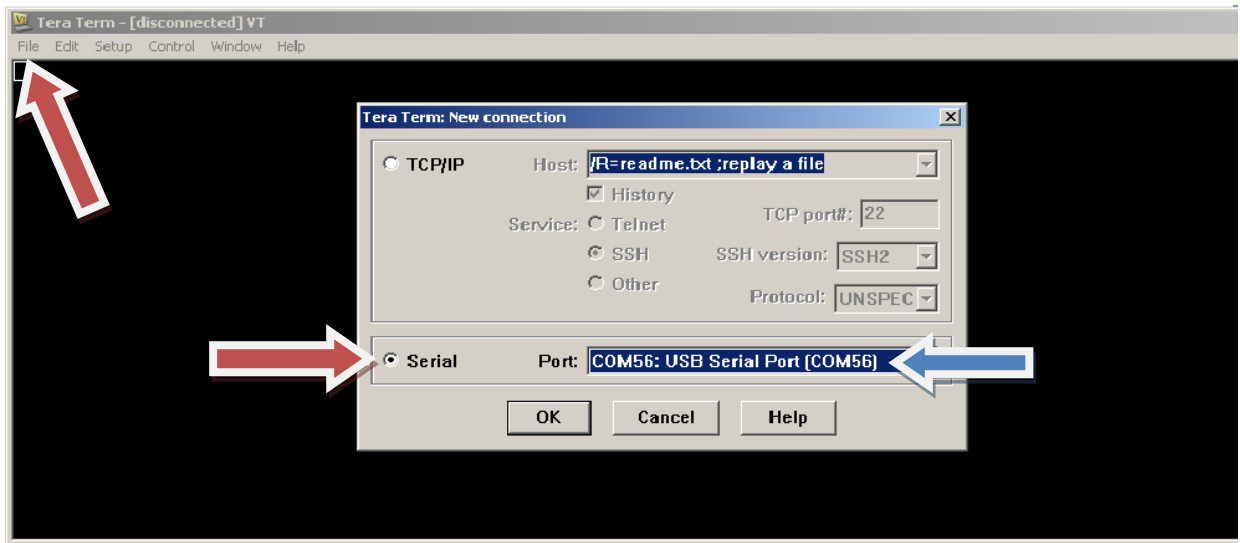 Tera Term - [disconnected] VT
File Edit Setup Control Window Help
Tera Term: New connection
TCP/IP Host: /R=readme.txt ;replay a file
History
Service: Telnet TCP port#: 22
SSH SSH version: SSH2
Other Protocol: UNSPEC
Serial Port: COM56: USB Serial Port (COM56)
OK Cancel Help